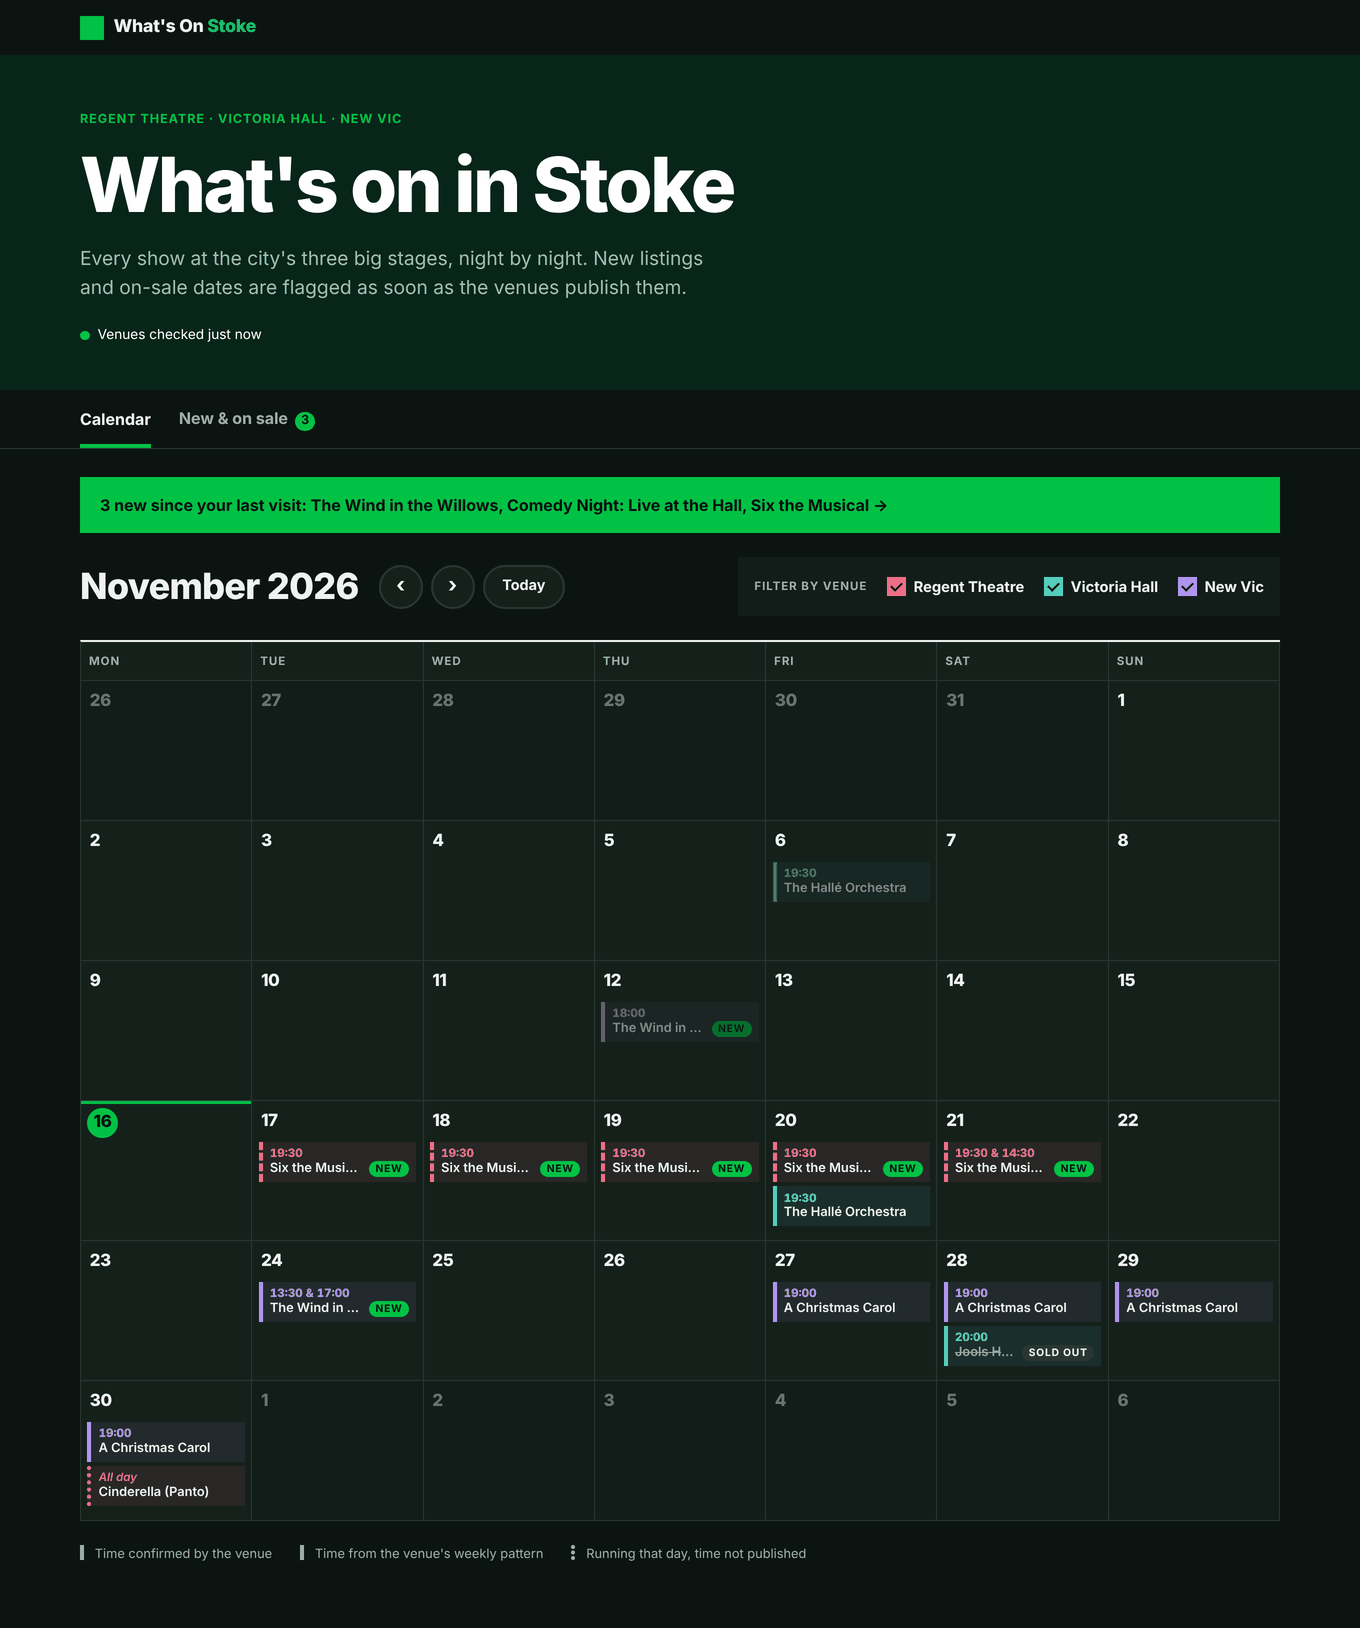 What's On Stoke
REGENT THEATRE · VICTORIA HALL · NEW VIC
What's on in Stoke
Every show at the city's three big stages, night by night. New listings
and on-sale dates are flagged as soon as the venues publish them.
Venues checked just now
Calendar New & on sale 3
3 new since your last visit: The Wind in the Willows, Comedy Night: Live at the Hall, Six the Musical →
November 2026 ‹ › Today FILTER BY VENUE Regent Theatre Victoria Hall New Vic
MON TUE WED THU FRI SAT SUN
26 27 28 29 30 31 1
2 3 4 5 6 7 8
19:30
The Hallé Orchestra
9 10 11 12 13 14 15
18:00
The Wind in ... NEW
16 17 18 19 20 21 22
19:30 19:30 19:30 19:30 19:30 & 14:30
Six the Musi... NEW Six the Musi... NEW Six the Musi... NEW Six the Musi... NEW Six the Musi... NEW
19:30
The Hallé Orchestra
23 24 25 26 27 28 29
13:30 & 17:00 19:00 19:00 19:00
The Wind in ... NEW A Christmas Carol A Christmas Carol A Christmas Carol
20:00
Jools H... SOLD OUT
30 1 2 3 4 5 6
19:00
A Christmas Carol
All day
Cinderella (Panto)
Time confirmed by the venue Time from the venue's weekly pattern Running that day, time not published